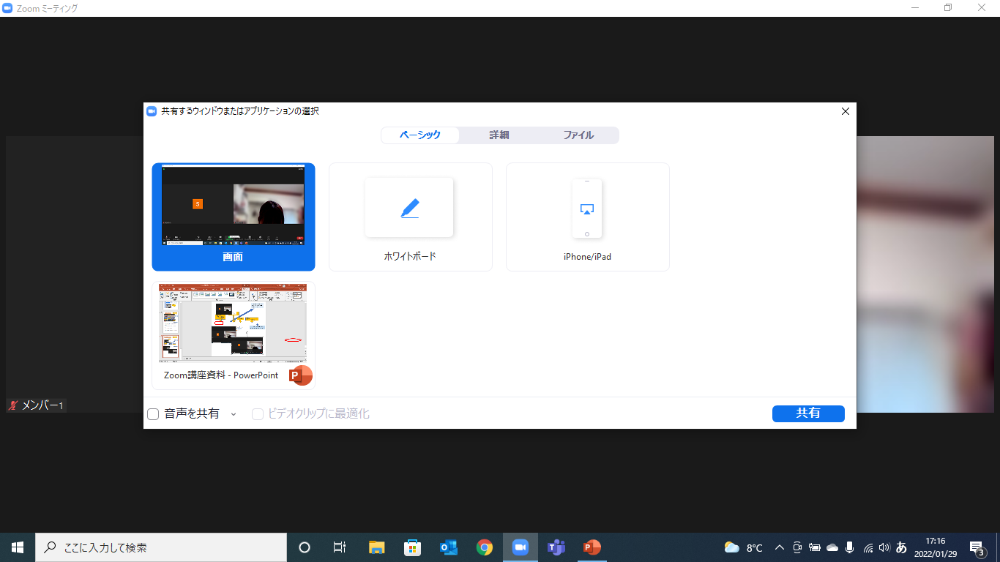 Zoom ミーティング
共有するウィンドウまたはアプリケーションの選択
ベーシック
詳細
ファイル
S
画面
ホワイトボード
iPhone/iPad
Zoom講座資料 - PowerPoint
P
メンバー1
音声を共有
ビデオクリップに最適化
共有
ここに入力して検索
P
8°C
あ
17:16
2022/01/29
3